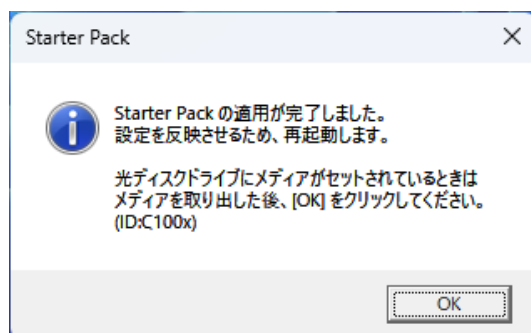 Starter Pack
Starter Pack の適用が完了しました。
設定を反映させるため、再起動します。
光ディスクドライブにメディアがセットされているときは
メディアを取り出した後、[OK] をクリックしてください。
(ID:C100x)
OK